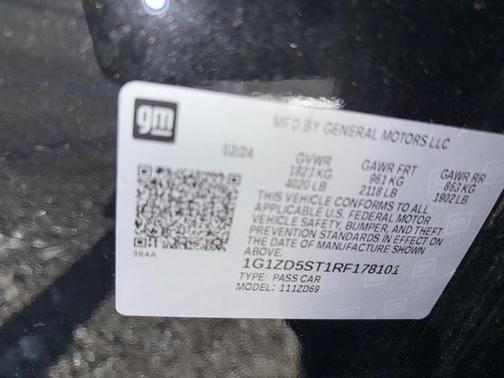 gm
MFD BY GENERAL MOTORS LLC
02/24
GVWR GAWR FRT GAWR RR
1823 KG 961 KG 863 KG
4020 LB 2118 LB 1902 LB
THIS VEHICLE CONFORMS TO ALL
APPLICABLE U.S. FEDERAL MOTOR
VEHICLE SAFETY, BUMPER, AND THEFT
PREVENTION STANDARDS IN EFFECT ON
THE DATE OF MANUFACTURE SHOWN
ABOVE.
384A
1G1ZD5ST1RF178101
TYPE: PASS CAR
MODEL: 111ZD69